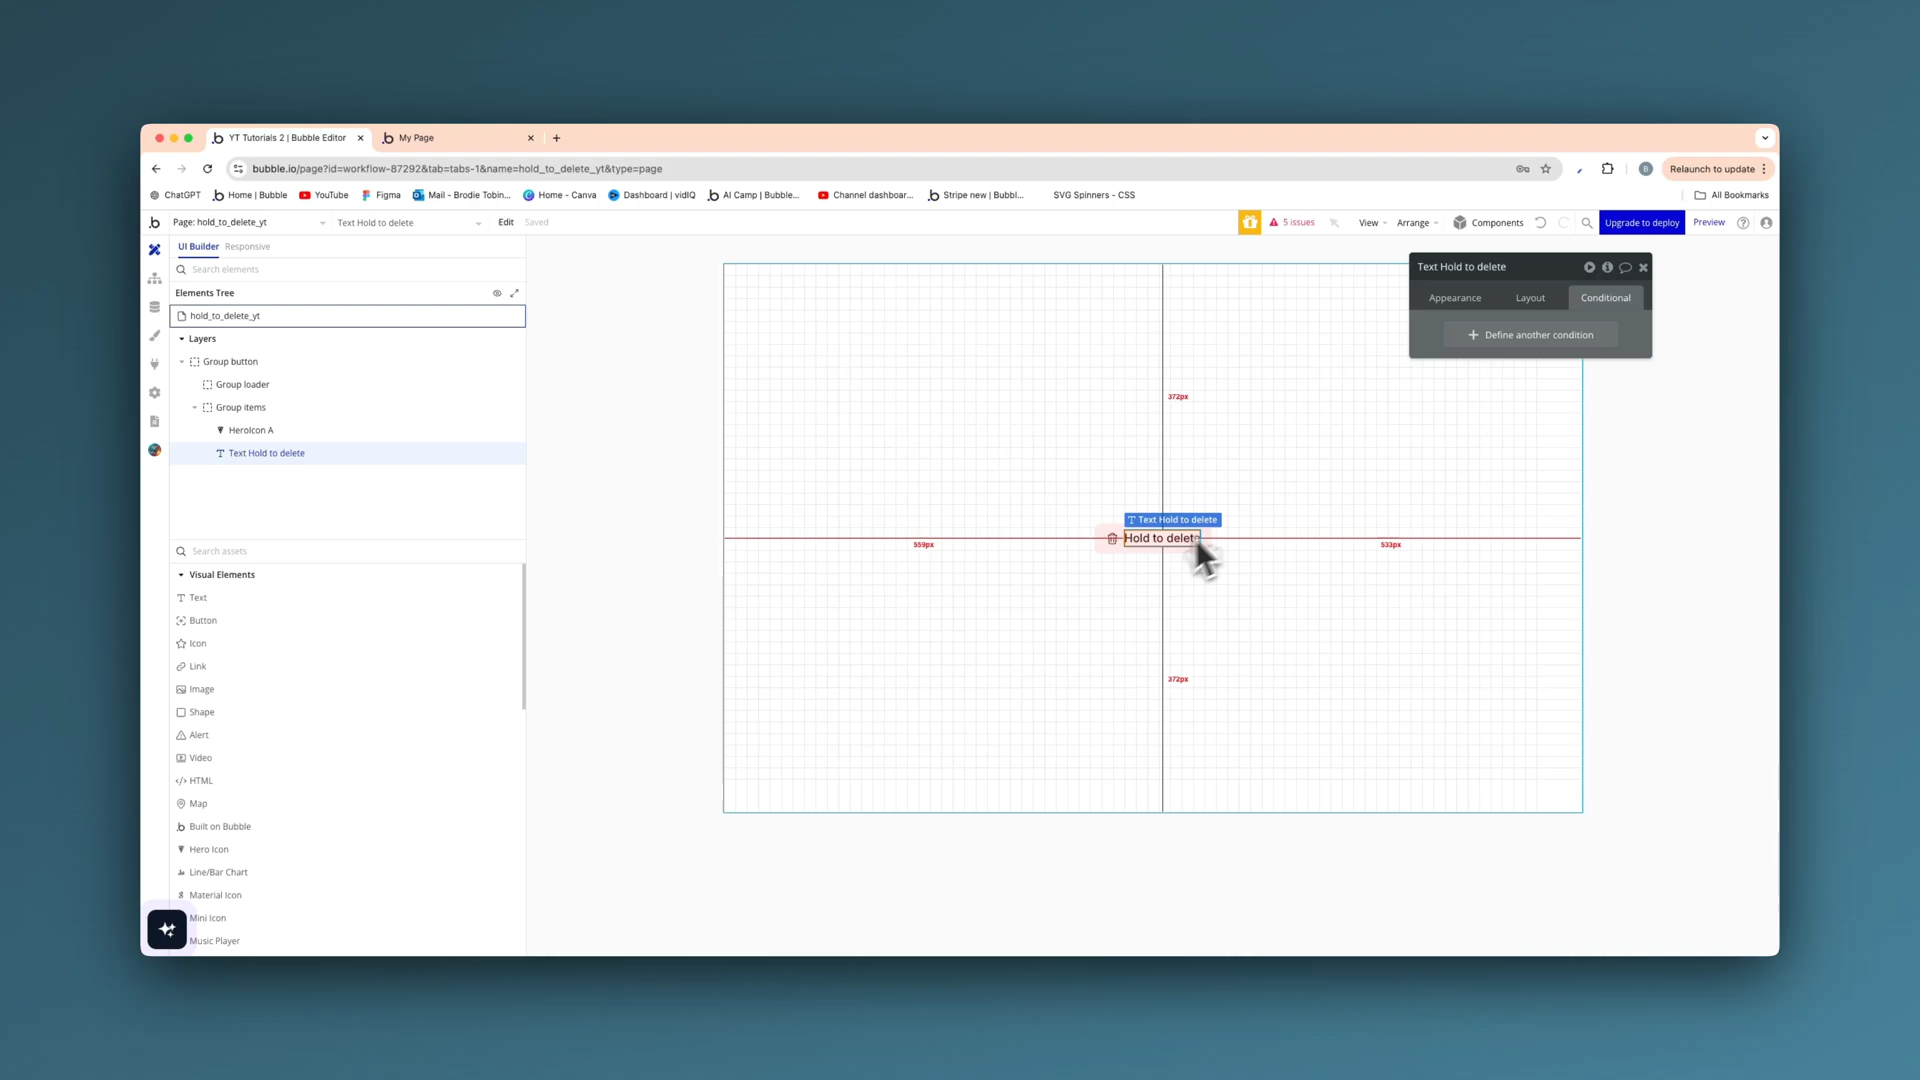 YT Tutorials 2 | Bubble Editor
My Page
bubble.io/page?id=workflow-87292&tab=tabs-1&name=hold_to_delete_yt&type=page
Relaunch to update
ChatGPT
Home | Bubble
YouTube
Figma
Mail - Brodie Tobin...
Home - Canva
Dashboard | vidIQ
AI Camp | Bubble...
Channel dashboar...
Stripe new | Bubbl...
SVG Spinners - CSS
All Bookmarks
Page: hold_to_delete_yt
Text Hold to delete
Edit
Saved
5 issues
View
Arrange
Components
Upgrade to deploy
Preview
UI Builder
Responsive
Search elements
Elements Tree
hold_to_delete_yt
Layers
Group button
Group loader
Group items
HeroIcon A
Text Hold to delete
Search assets
Visual Elements
Text
Button
Icon
Link
Image
Shape
Alert
Video
HTML
Map
Built on Bubble
Hero Icon
Line/Bar Chart
Material Icon
Mini Icon
Music Player
372px
Text Hold to delete
Hold to delete
559px
533px
372px
Text Hold to delete
Appearance
Layout
Conditional
Define another condition
B